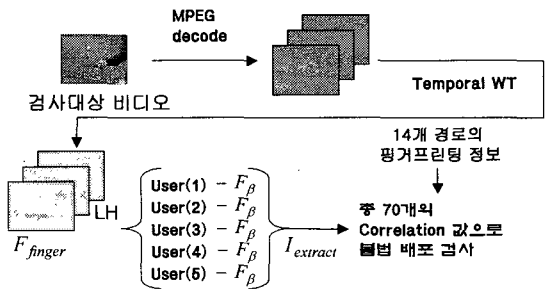 MPEG
decode
검사대상 비디오
Temporal WT
14개 경로의
핑거프린팅 정보
LH
F_finger
User(1) − F_β
User(2) − F_β
User(3) − F_β
User(4) − F_β
User(5) − F_β
I_extract
총 70개의
Correlation 값으로
불법 배포 검사